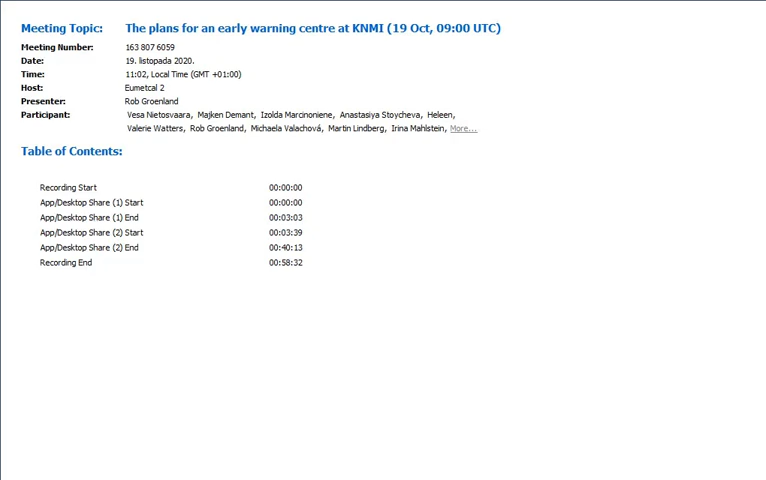 Meeting Topic: The plans for an early warning centre at KNMI (19 Oct, 09:00 UTC)
Meeting Number: 163 807 6059
Date: 19. listopada 2020.
Time: 11:02, Local Time (GMT +01:00)
Host: Eumetcal 2
Presenter: Rob Groenland
Participant: Vesa Nietosvaara, Majken Demant, Izolda Marcinoniene, Anastasiya Stoycheva, Heleen,
Valerie Watters, Rob Groenland, Michaela Valachová, Martin Lindberg, Irina Mahlstein, More...
Table of Contents:
Recording Start 00:00:00
App/Desktop Share (1) Start 00:00:00
App/Desktop Share (1) End 00:03:03
App/Desktop Share (2) Start 00:03:39
App/Desktop Share (2) End 00:40:13
Recording End 00:58:32